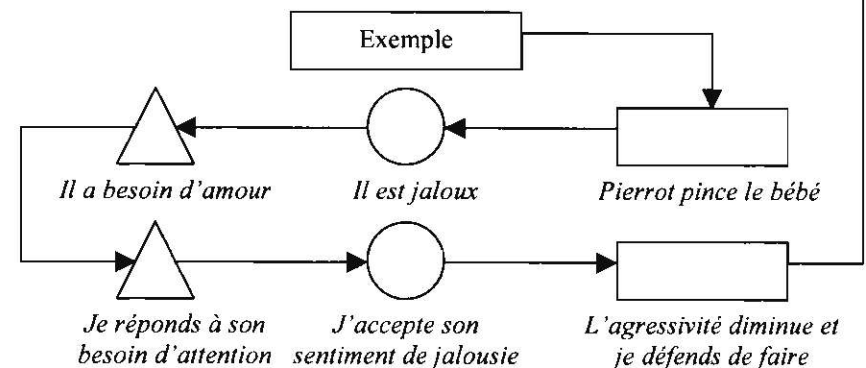 Exemple
Il a besoin d'amour
Il est jaloux
Pierrot pince le bébé
Je réponds à son
besoin d'attention
J'accepte son
sentiment de jalousie
L'agressivité diminue et
je défends de faire